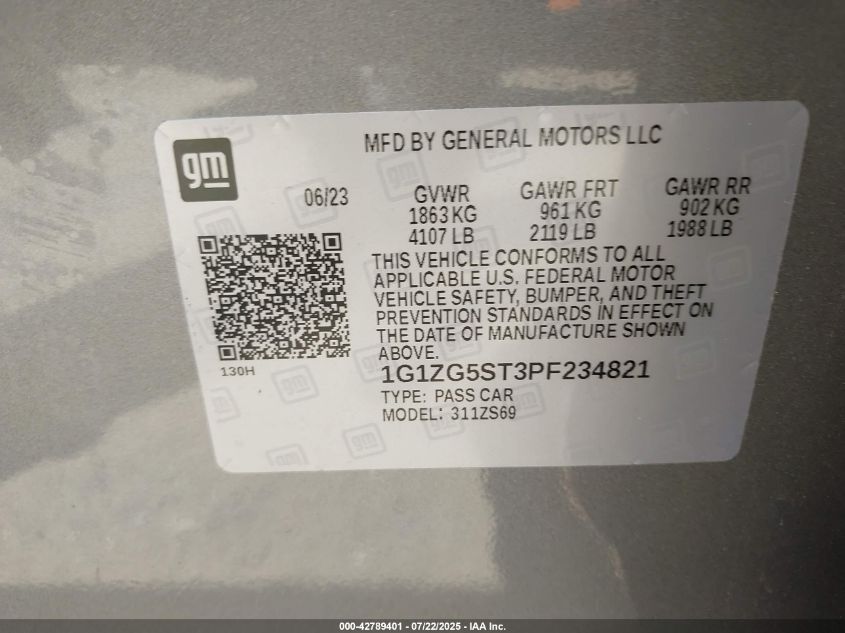 gm
MFD BY GENERAL MOTORS LLC
06/23
GVWR GAWR FRT GAWR RR
1863 KG 961 KG 902 KG
4107 LB 2119 LB 1988 LB
THIS VEHICLE CONFORMS TO ALL
APPLICABLE U.S. FEDERAL MOTOR
VEHICLE SAFETY, BUMPER, AND THEFT
PREVENTION STANDARDS IN EFFECT ON
THE DATE OF MANUFACTURE SHOWN
ABOVE.
130H
1G1ZG5ST3PF234821
TYPE: PASS CAR
MODEL: 311ZS69
000-42789401 - 07/22/2025 - IAA Inc.